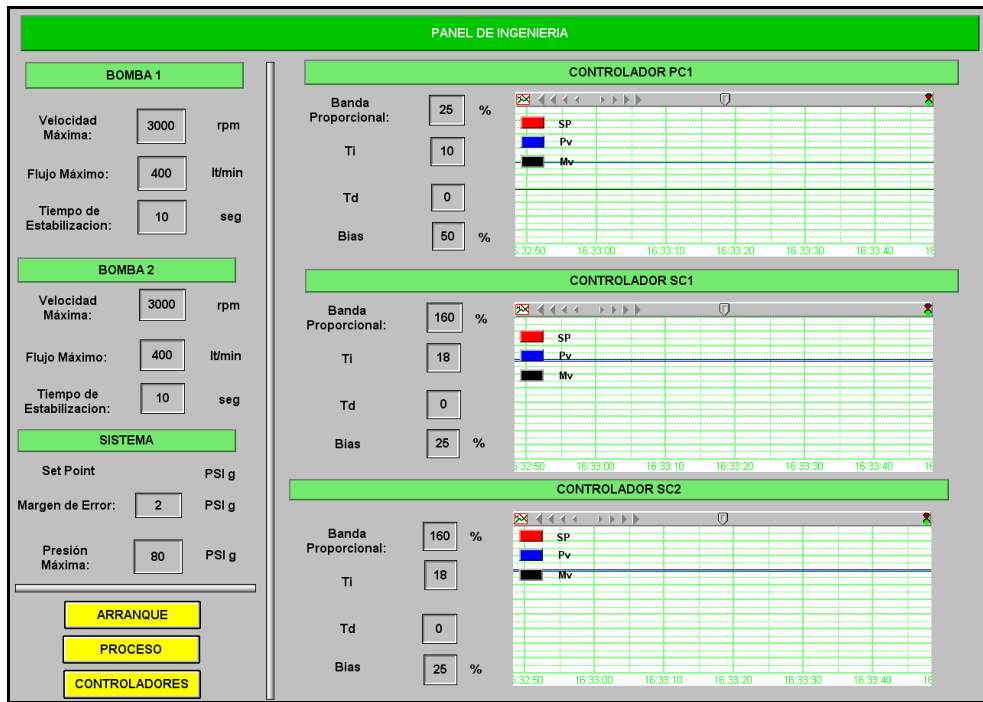 PANEL DE INGENIERIA
BOMBA 1
Velocidad
Máxima:
3000
rpm
Flujo Máximo:
400
lt/min
Tiempo de
Estabilizacion:
10
seg
BOMBA 2
Velocidad
Máxima:
3000
rpm
Flujo Máximo:
400
lt/min
Tiempo de
Estabilizacion:
10
seg
SISTEMA
Set Point
PSI g
Margen de Error:
2
PSI g
Presión
Máxima:
80
PSI g
ARRANQUE
PROCESO
CONTROLADORES
CONTROLADOR PC1
Banda
Proporcional:
25
%
Ti
10
Td
0
Bias
50
%
SP
Pv
Mv
16:33:00
16:33:10
16:33:20
16:33:30
16:33:40
CONTROLADOR SC1
Banda
Proporcional:
160
%
Ti
18
Td
0
Bias
25
%
SP
Pv
Mv
16:33:00
16:33:10
16:33:20
16:33:30
16:33:40
CONTROLADOR SC2
Banda
Proporcional:
160
%
Ti
18
Td
0
Bias
25
%
SP
Pv
Mv
16:33:00
16:33:10
16:33:20
16:33:30
16:33:40